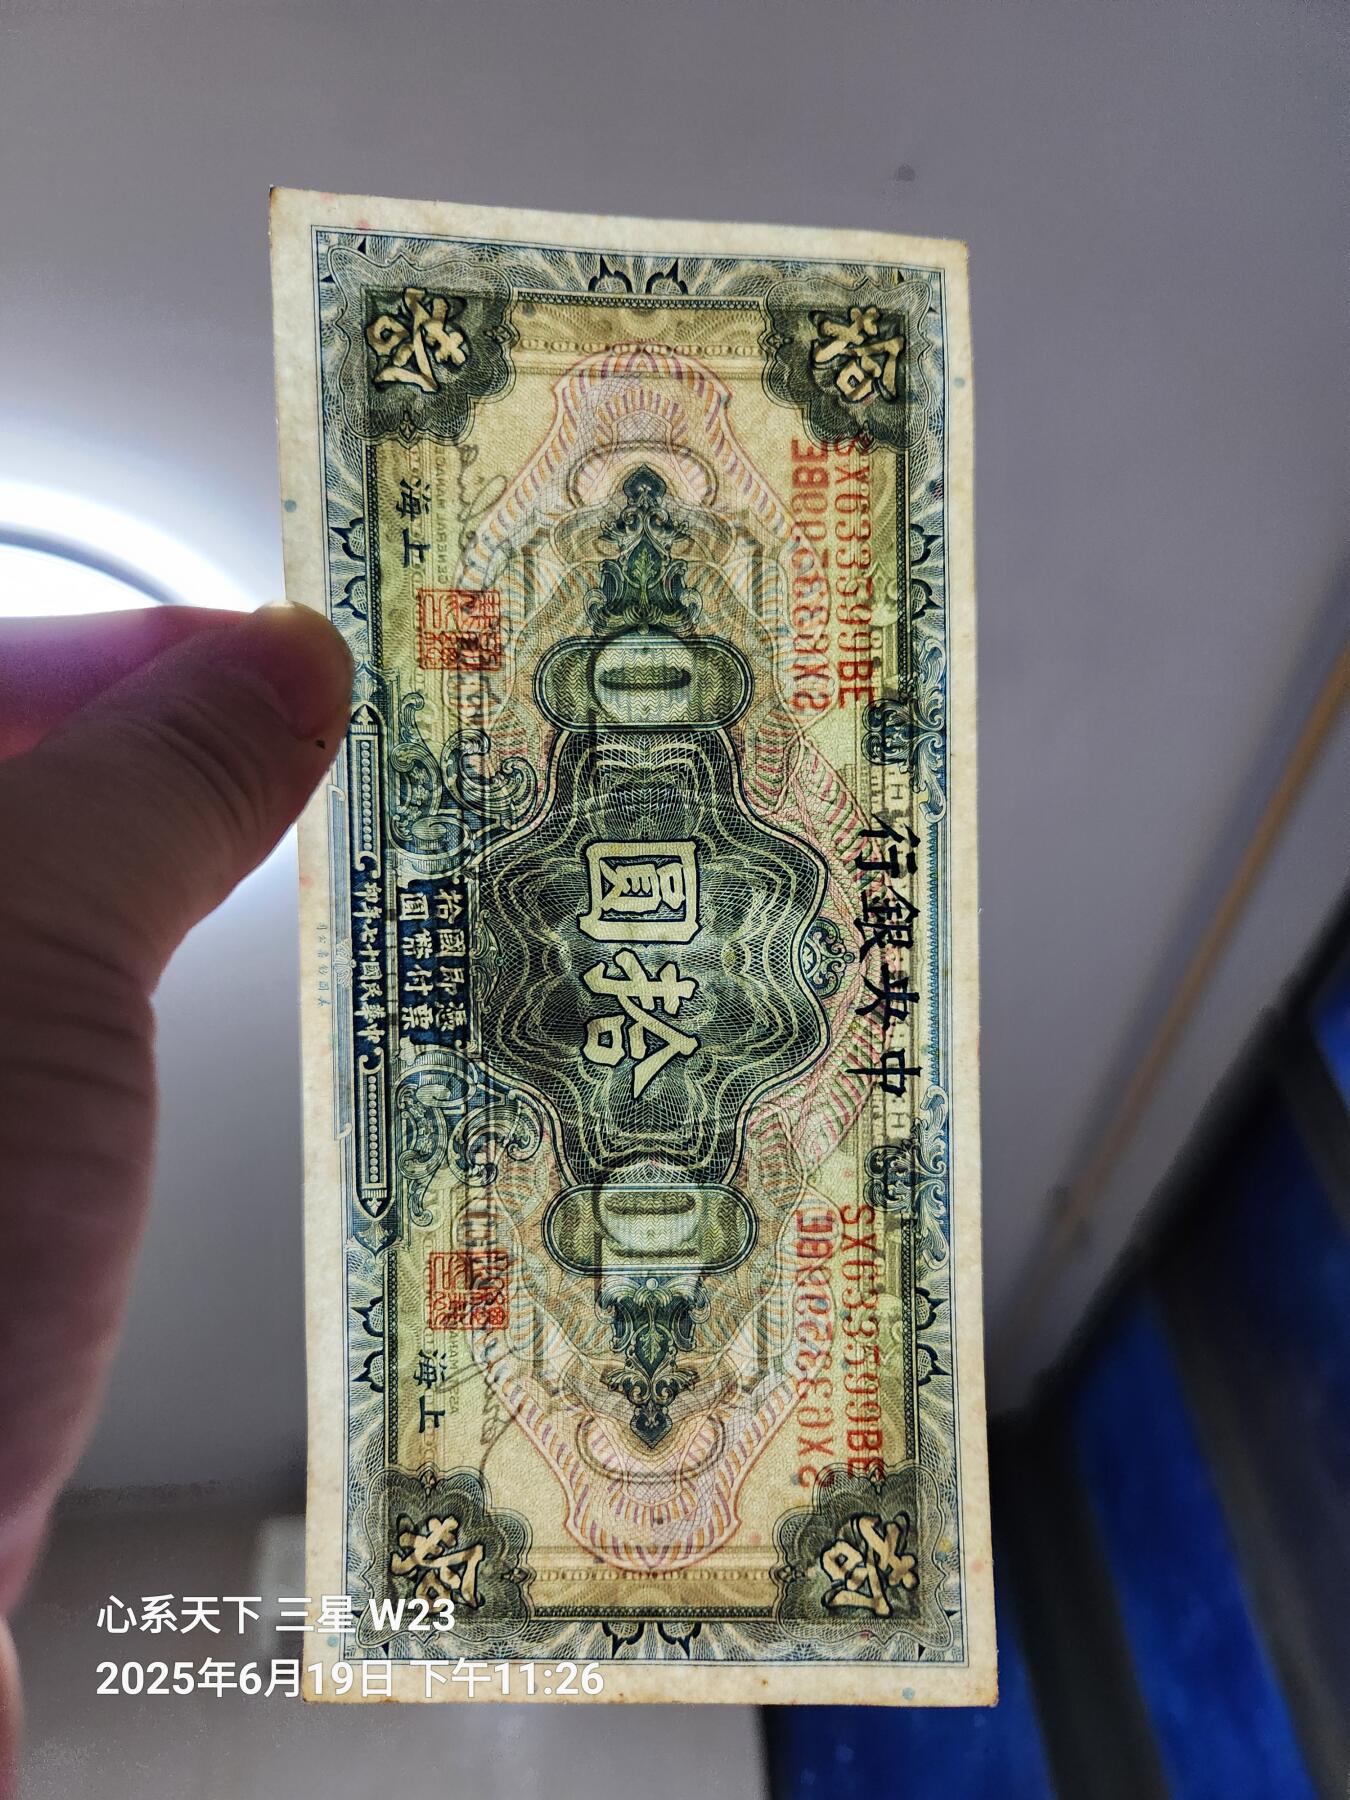 中央銀行
SX633599BE
SX633599BE
拾
拾
拾圓
憑票即付
國幣拾圓
上海
上海
拾
拾
中華民國十七年印
GENERAL MANAGER
心系天下 三星 W23
2025年6月19日 下午11:26